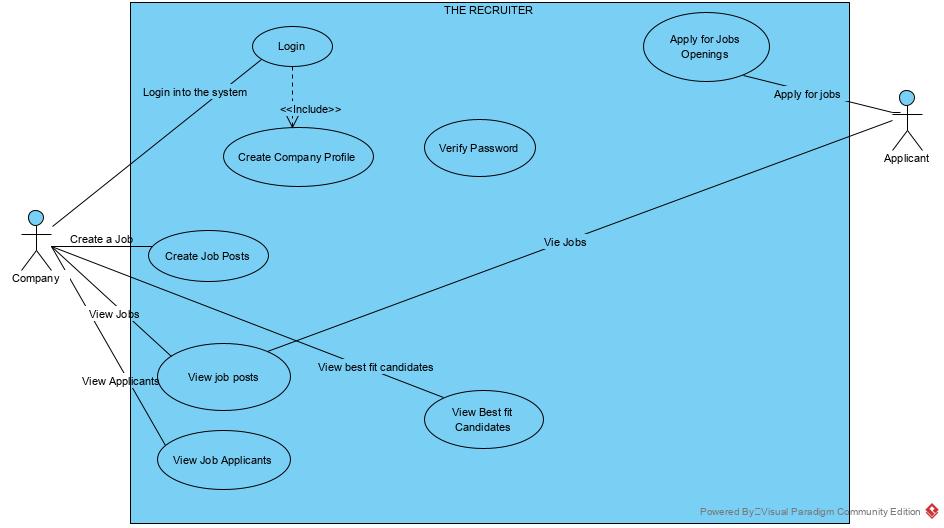 THE RECRUITER
Login
Apply for Jobs
Openings
Login into the system
Apply for jobs
<<Include>>
Verify Password
Create Company Profile
Applicant
Create a Job
Vie Jobs
Create Job Posts
Company
View Jobs
View best fit candidates
View job posts
View Applicants
View Best fit
Candidates
View Job Applicants
Powered By Visual Paradigm Community Edition